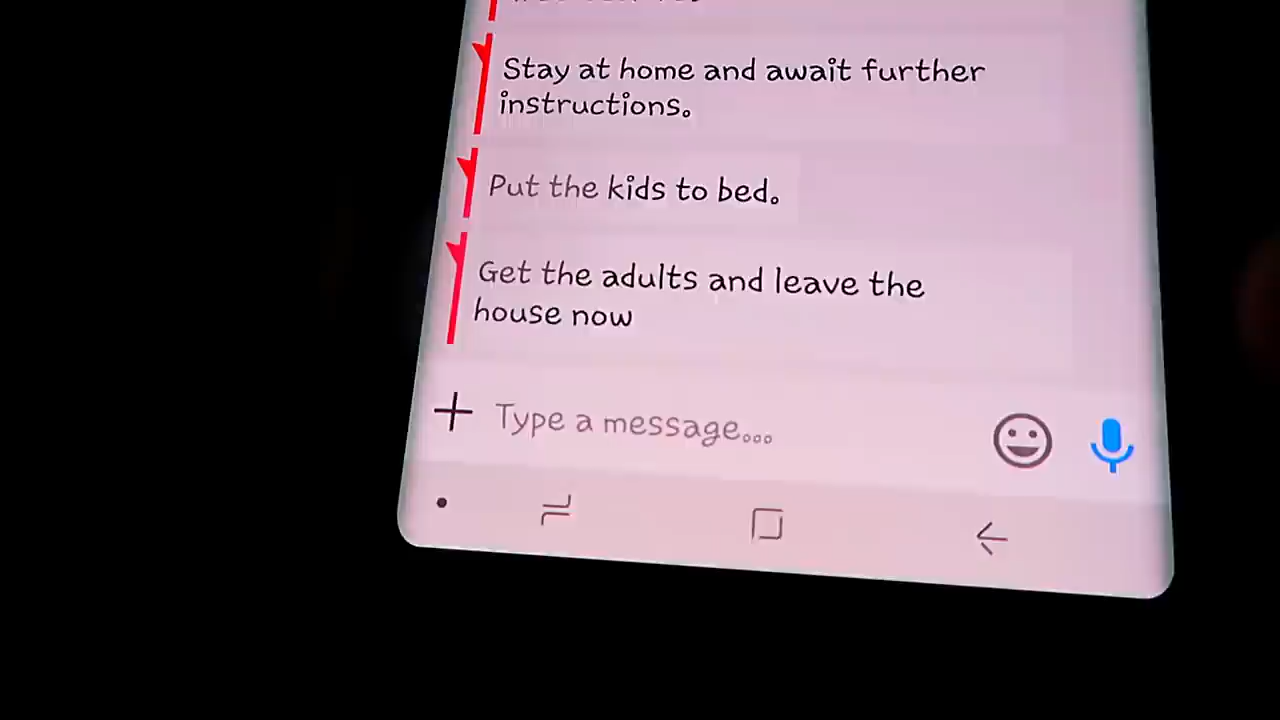 Stay at home and await further
instructions.
Put the kids to bed.
Get the adults and leave the
house now
Type a message...